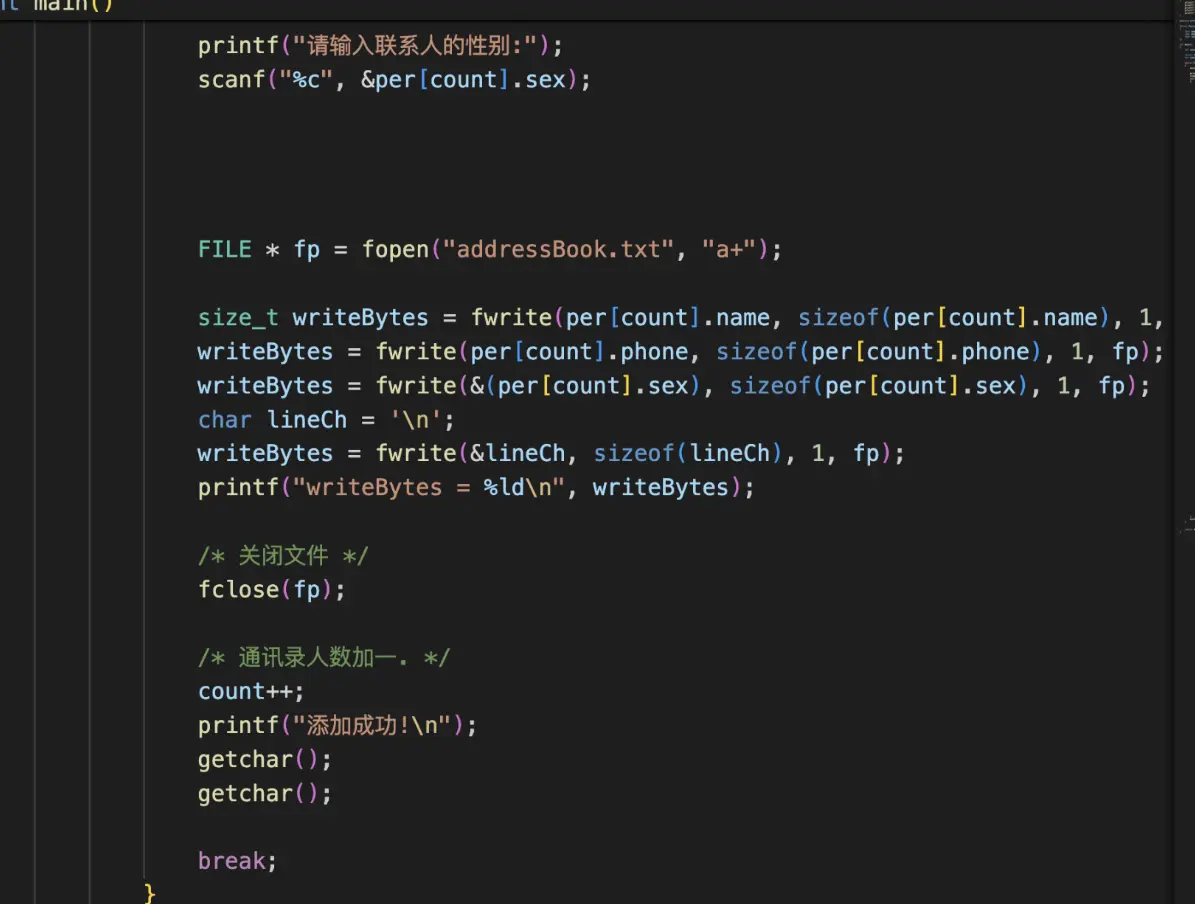 main()
printf("请输入联系人的性别:");
scanf("%c", &per[count].sex);
FILE * fp = fopen("addressBook.txt", "a+");
size_t writeBytes = fwrite(per[count].name, sizeof(per[count].name), 1,
writeBytes = fwrite(per[count].phone, sizeof(per[count].phone), 1, fp);
writeBytes = fwrite(&(per[count].sex), sizeof(per[count].sex), 1, fp);
char lineCh = '\n';
writeBytes = fwrite(&lineCh, sizeof(lineCh), 1, fp);
printf("writeBytes = %ld\n", writeBytes);
/* 关闭文件 */
fclose(fp);
/* 通讯录人数加一. */
count++;
printf("添加成功!\n");
getchar();
getchar();
break;
}